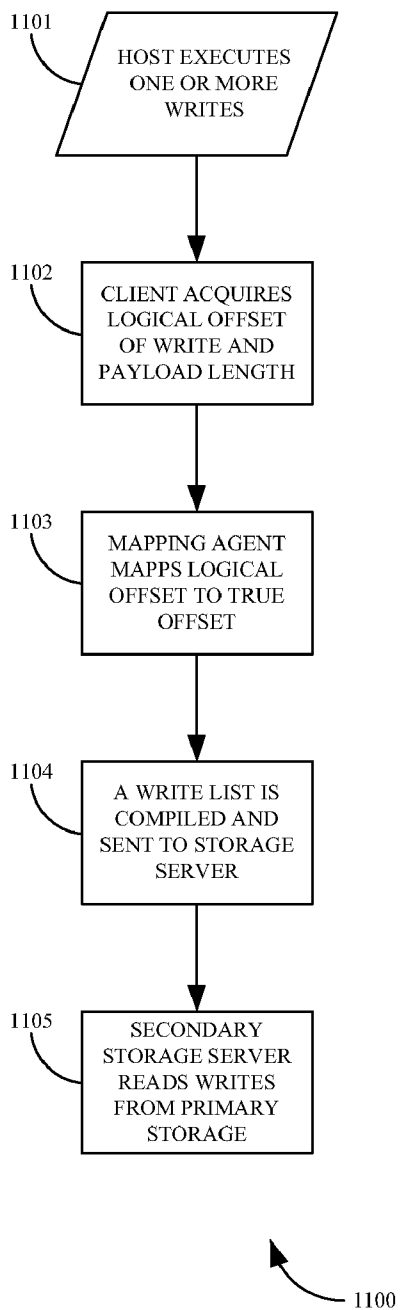 1101
HOST EXECUTES
ONE OR MORE
WRITES
1102
CLIENT ACQUIRES
LOGICAL OFFSET
OF WRITE AND
PAYLOAD LENGTH
1103
MAPPING AGENT
MAPPS LOGICAL
OFFSET TO TRUE
OFFSET
1104
A WRITE LIST IS
COMPILED AND
SENT TO STORAGE
SERVER
1105
SECONDARY
STORAGE SERVER
READS WRITES
FROM PRIMARY
STORAGE
1100